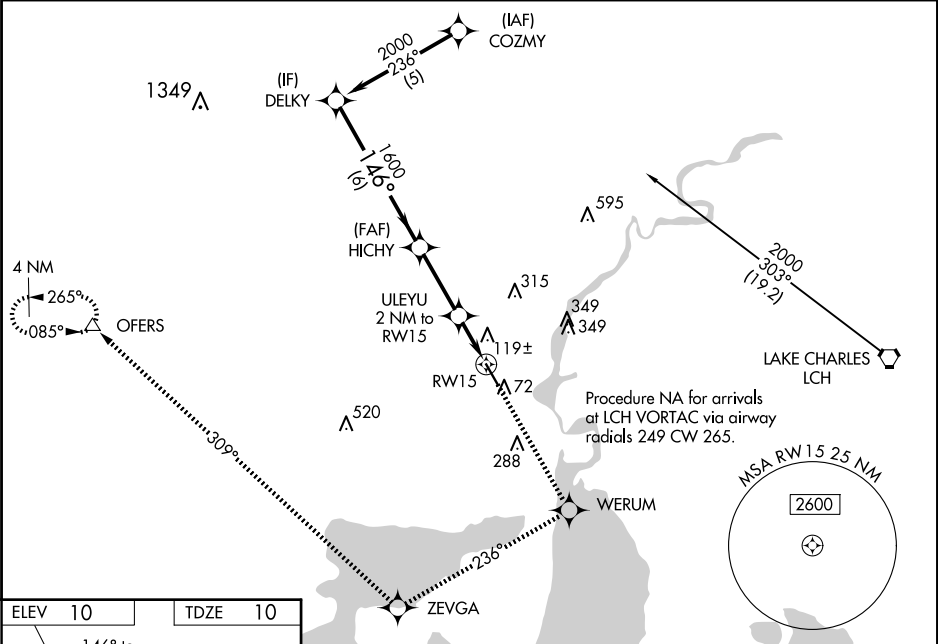 (IAF)
COZMY
2000
236°
(5)
(IF)
DELKY
1349
1600
146°
(6)
595
(FAF)
HICHY
2000
303°
(19.2)
4 NM
265°
085°
OFERS
315
ULEYU
2 NM to
RW15
349
349
119±
LAKE CHARLES
LCH
RW15
72
Procedure NA for arrivals
at LCH VORTAC via airway
radials 249 CW 265.
520
309°
288
MSA RW15 25 NM
2600
WERUM
236°
ZEVGA
ELEV 10
TDZE 10
146° to